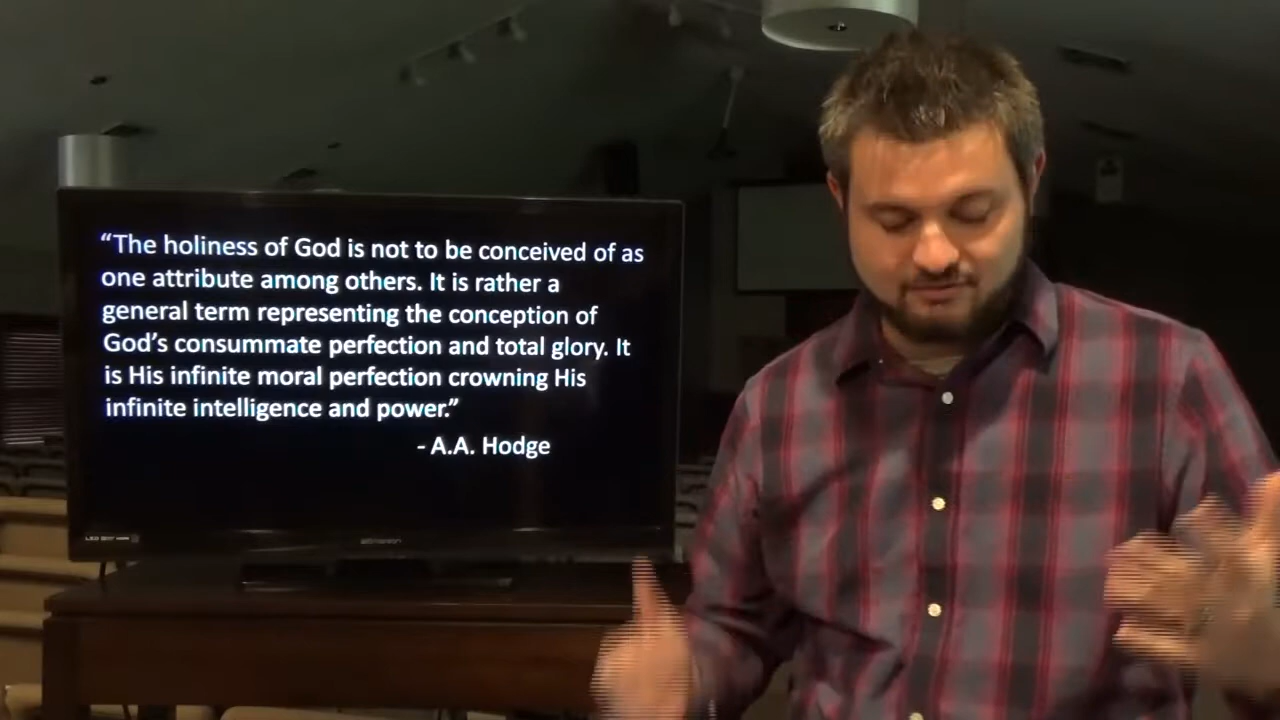 “The holiness of God is not to be conceived of as
one attribute among others. It is rather a
general term representing the conception of
God’s consummate perfection and total glory. It
is His infinite moral perfection crowning His
infinite intelligence and power.”
- A.A. Hodge